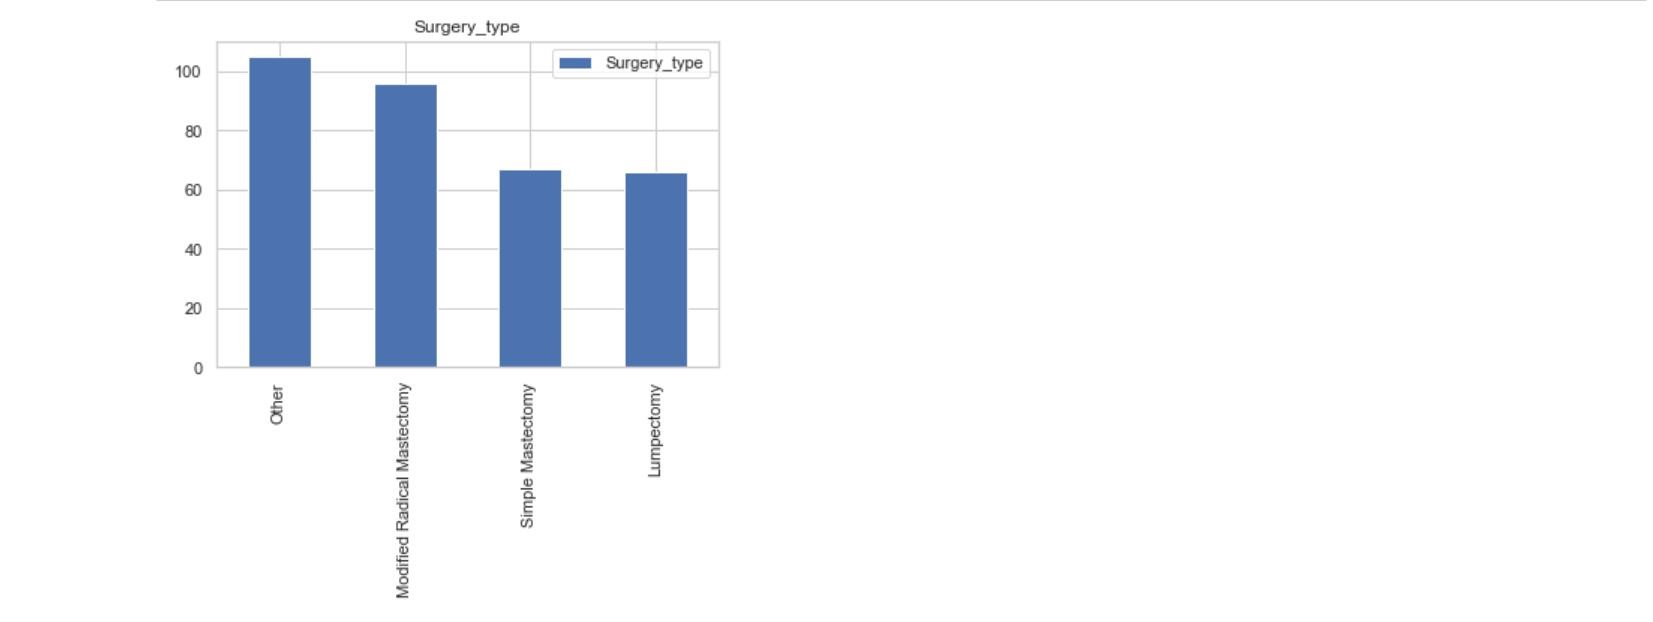 Surgery_type
Surgery_type
100
80
60
40
20
0
Other
Modified Radical Mastectomy
Simple Mastectomy
Lumpectomy